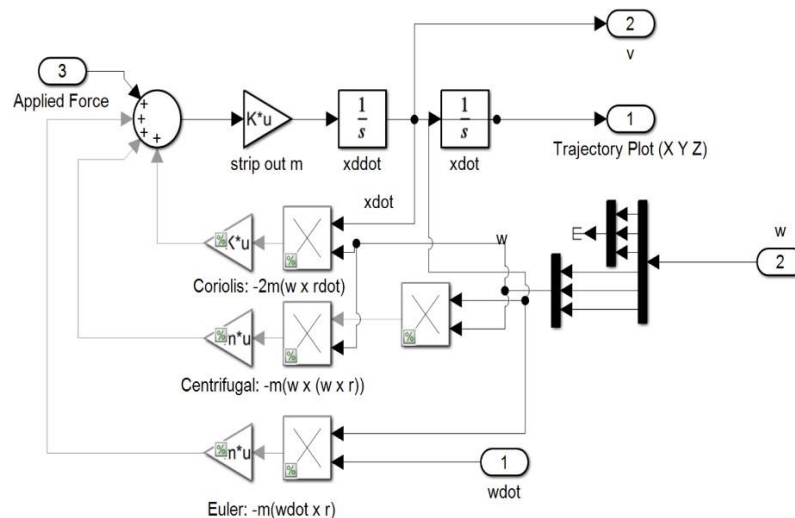 2
v
3
Applied Force
+
+
+
+
K*u
strip out m
1
s
xddot
1
s
xdot
1
Trajectory Plot (X Y Z)
xdot
w
w
2
K*u
%
%
Coriolis: -2m(w x rdot)
%
n*u
%
%
Centrifugal: -m(w x (w x r))
%
n*u
%
Euler: -m(wdot x r)
1
wdot